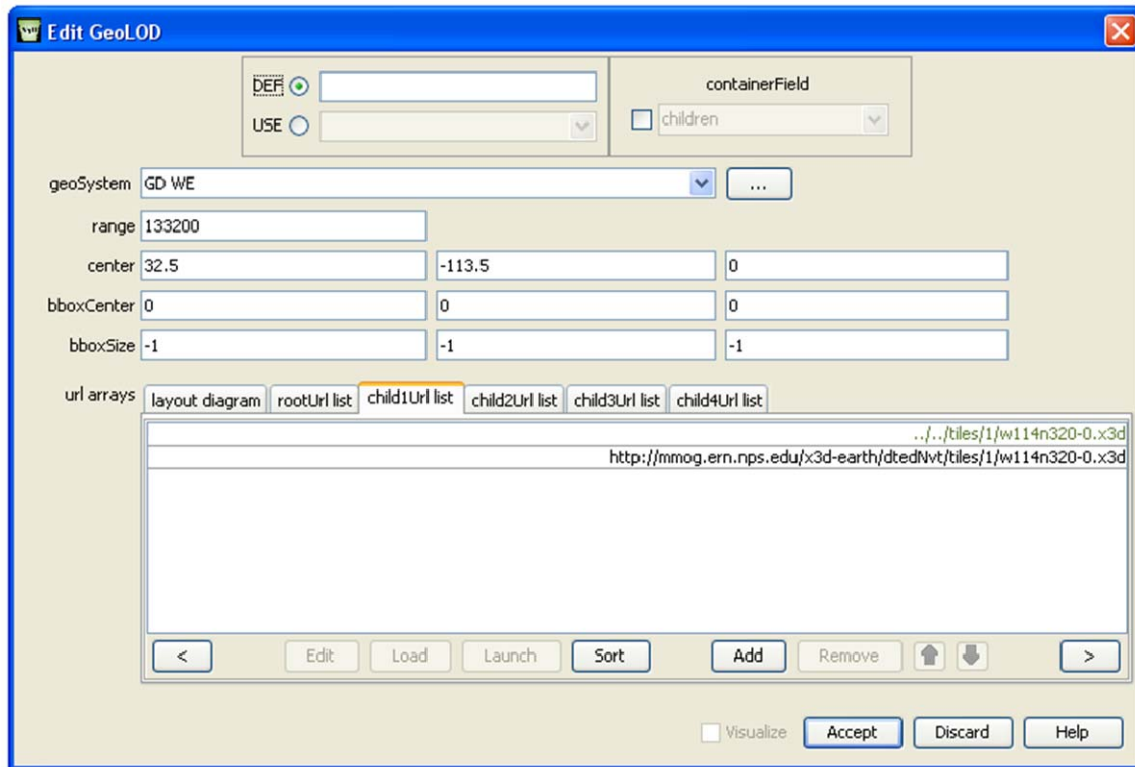 Edit GeoLOD
DEF
containerField
USE
children
geoSystem GD WE ...
range 133200
center 32.5 -113.5 0
bboxCenter 0 0 0
bboxSize -1 -1 -1
url arrays layout diagram rootUrl list child1Url list child2Url list child3Url list child4Url list
../../tiles/1/w114n320-0.x3d
http://mmog.ern.nps.edu/x3d-earth/dtedNvt/tiles/1/w114n320-0.x3d
< Edit Load Launch Sort Add Remove >
Visualize Accept Discard Help